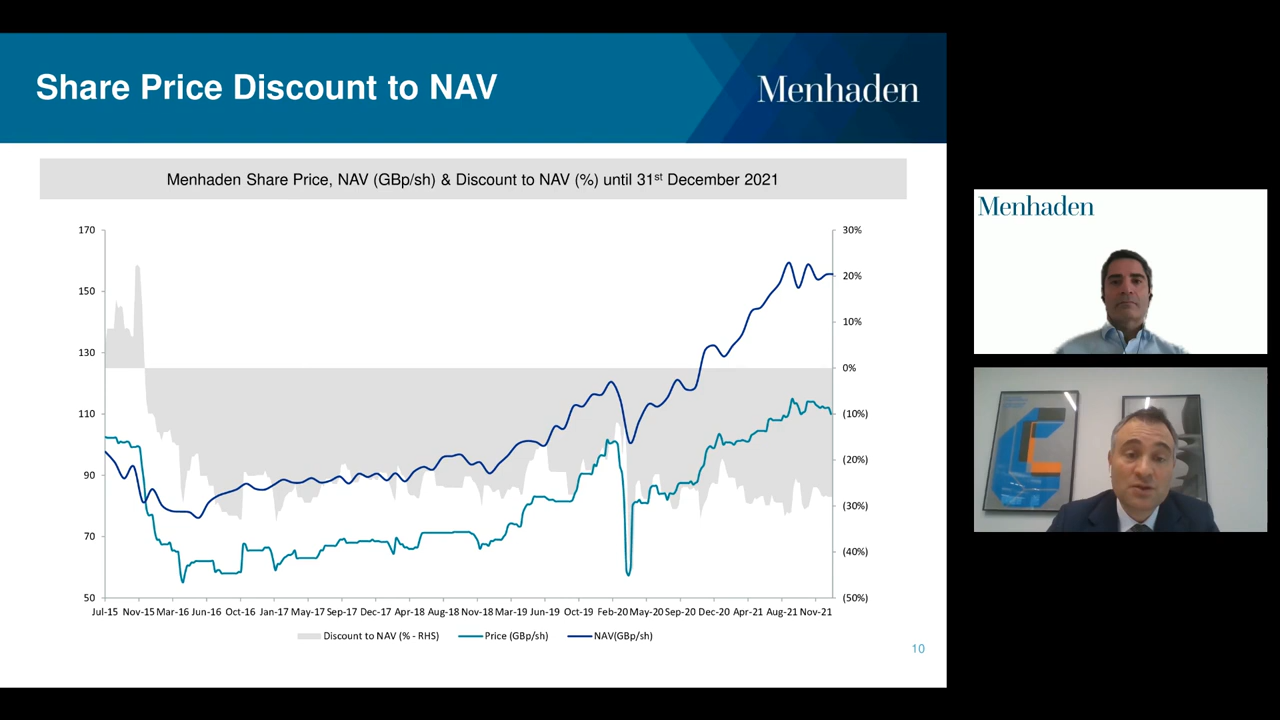 Share Price Discount to NAV
Menhaden
Menhaden Share Price, NAV (GBp/sh) & Discount to NAV (%) until 31st December 2021
170
150
130
110
90
70
50
30%
20%
10%
0%
(10%)
(20%)
(30%)
(40%)
(50%)
Jul-15 Nov-15 Mar-16 Jun-16 Oct-16 Jan-17 May-17 Sep-17 Dec-17 Apr-18 Aug-18 Nov-18 Mar-19 Jun-19 Oct-19 Feb-20 May-20 Sep-20 Dec-20 Apr-21 Aug-21 Nov-21
Discount to NAV (% - RHS) Price (GBp/sh) NAV(GBp/sh)
10
Menhaden